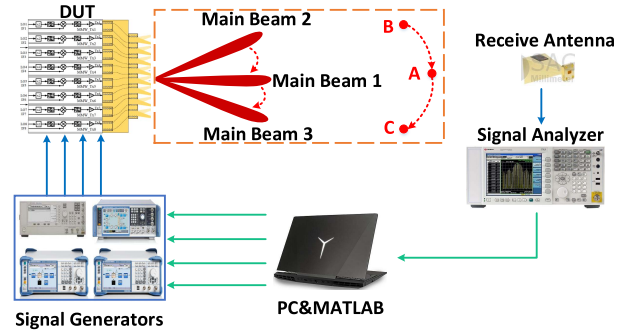 DUT
Main Beam 2
Main Beam 1
Main Beam 3
B
A
C
Receive Antenna
Signal Analyzer
PC&MATLAB
Signal Generators